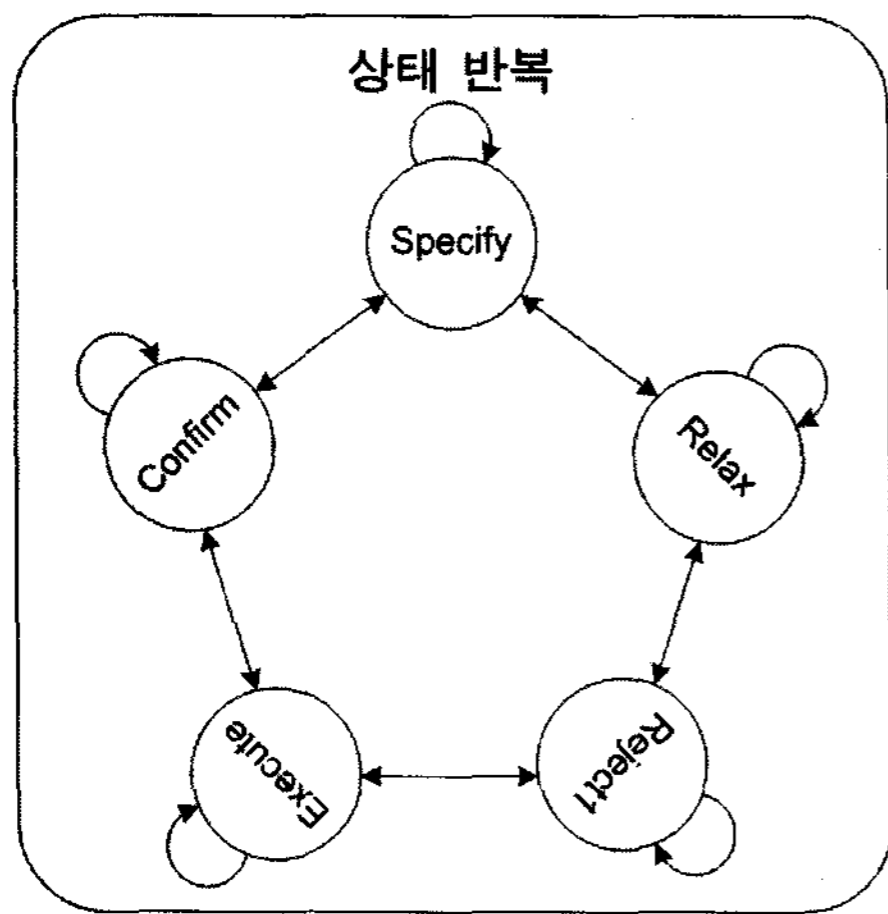 상태 반복
Specify
Confirm
Relax
Execute
Reject1